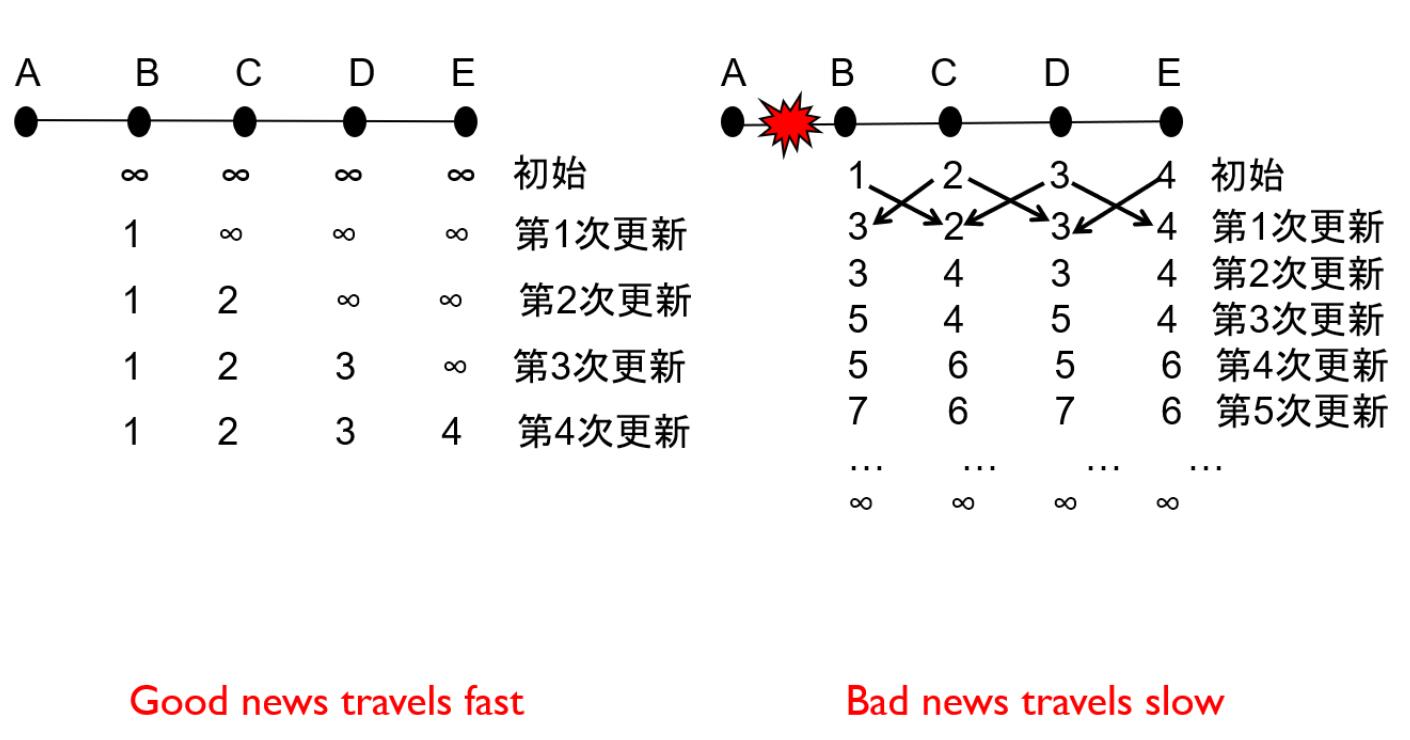 A B C D E
∞ ∞ ∞ ∞ 初始
1 ∞ ∞ ∞ 第1次更新
1 2 ∞ ∞ 第2次更新
1 2 3 ∞ 第3次更新
1 2 3 4 第4次更新
Good news travels fast
A B C D E
1 2 3 4 初始
3 2 3 4 第1次更新
3 4 3 4 第2次更新
5 4 5 4 第3次更新
5 6 5 6 第4次更新
7 6 7 6 第5次更新
... ... ... ...
∞ ∞ ∞ ∞
Bad news travels slow